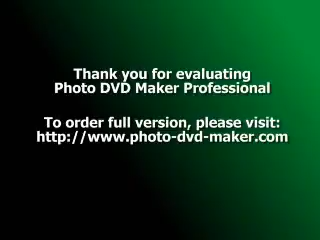 Thank you for evaluating
Photo DVD Maker Professional
To order full version, please visit:
http://www.photo-dvd-maker.com